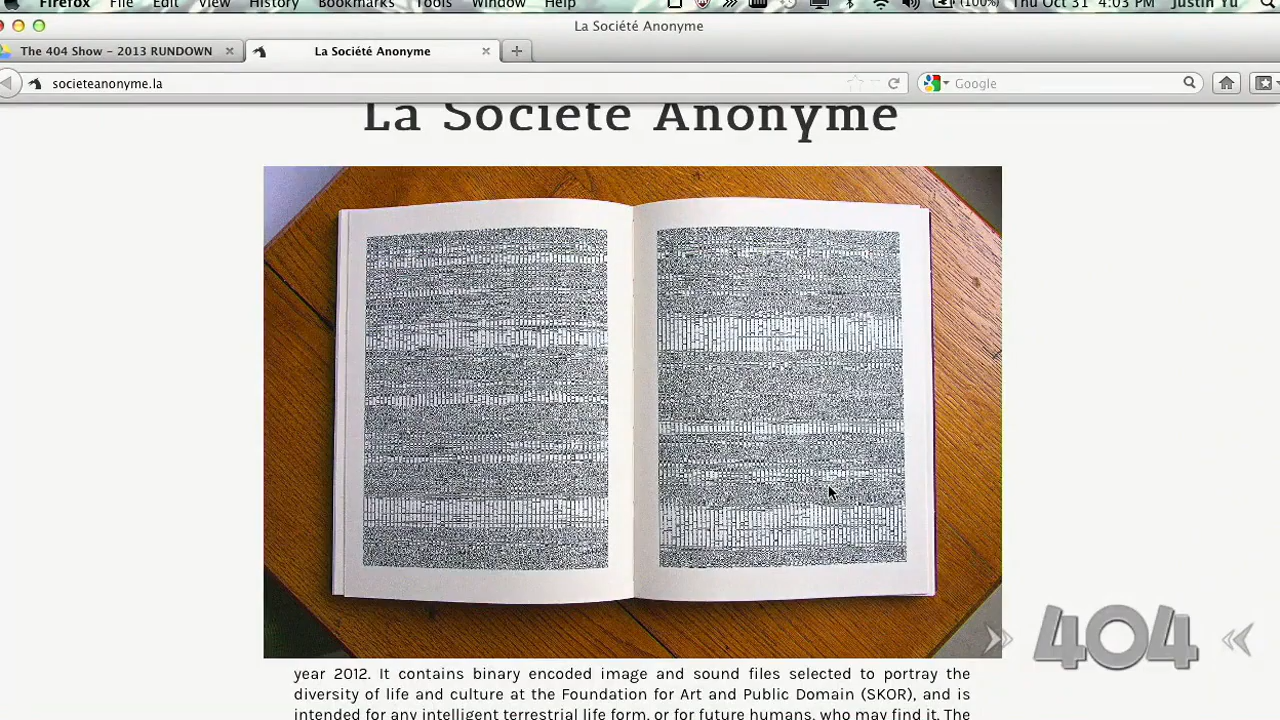 Firefox File Edit View History Bookmarks Tools Window Help (100%) Thu Oct 31 4:03 PM Justin Yu
La Société Anonyme
The 404 Show – 2013 RUNDOWN La Société Anonyme
societeanonyme.la Google
La Société Anonyme
404
year 2012. It contains binary encoded image and sound files selected to portray the
diversity of life and culture at the Foundation for Art and Public Domain (SKOR), and is
intended for any intelligent terrestrial life form, or for future humans, who may find it. The